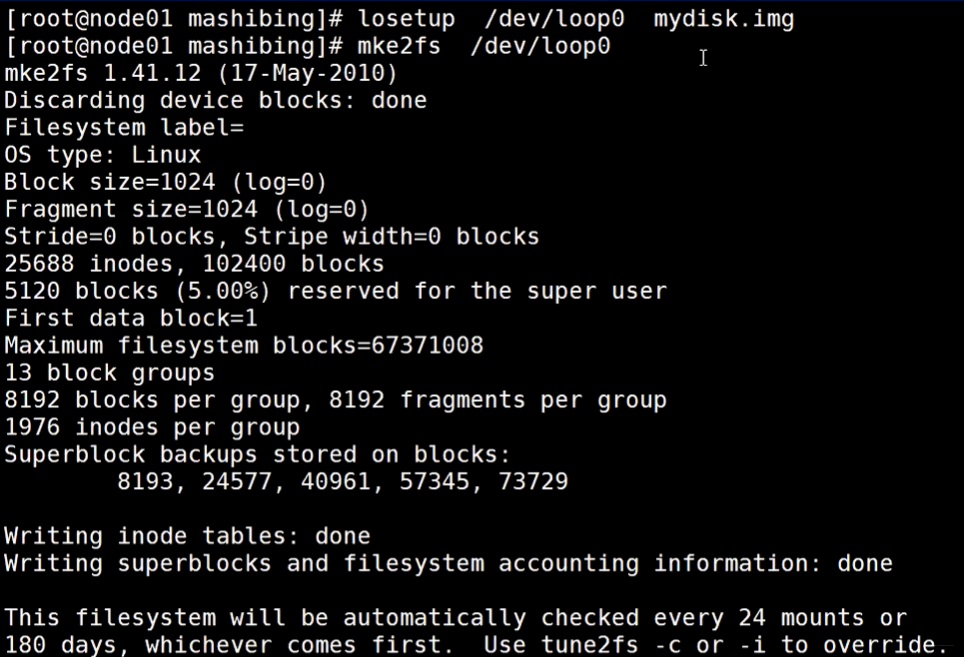 [root@node01 mashibing]# losetup  /dev/loop0  mydisk.img
[root@node01 mashibing]# mke2fs  /dev/loop0
mke2fs 1.41.12 (17-May-2010)
Discarding device blocks: done
Filesystem label=
OS type: Linux
Block size=1024 (log=0)
Fragment size=1024 (log=0)
Stride=0 blocks, Stripe width=0 blocks
25688 inodes, 102400 blocks
5120 blocks (5.00%) reserved for the super user
First data block=1
Maximum filesystem blocks=67371008
13 block groups
8192 blocks per group, 8192 fragments per group
1976 inodes per group
Superblock backups stored on blocks:
        8193, 24577, 40961, 57345, 73729

Writing inode tables: done
Writing superblocks and filesystem accounting information: done

This filesystem will be automatically checked every 24 mounts or
180 days, whichever comes first.  Use tune2fs -c or -i to override.